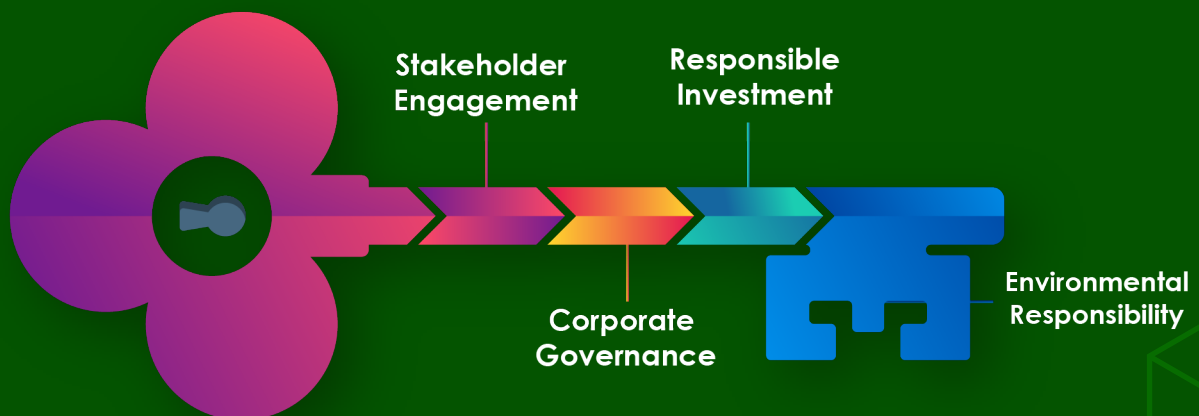 Stakeholder
Engagement
Responsible
Investment
Corporate
Governance
Environmental
Responsibility